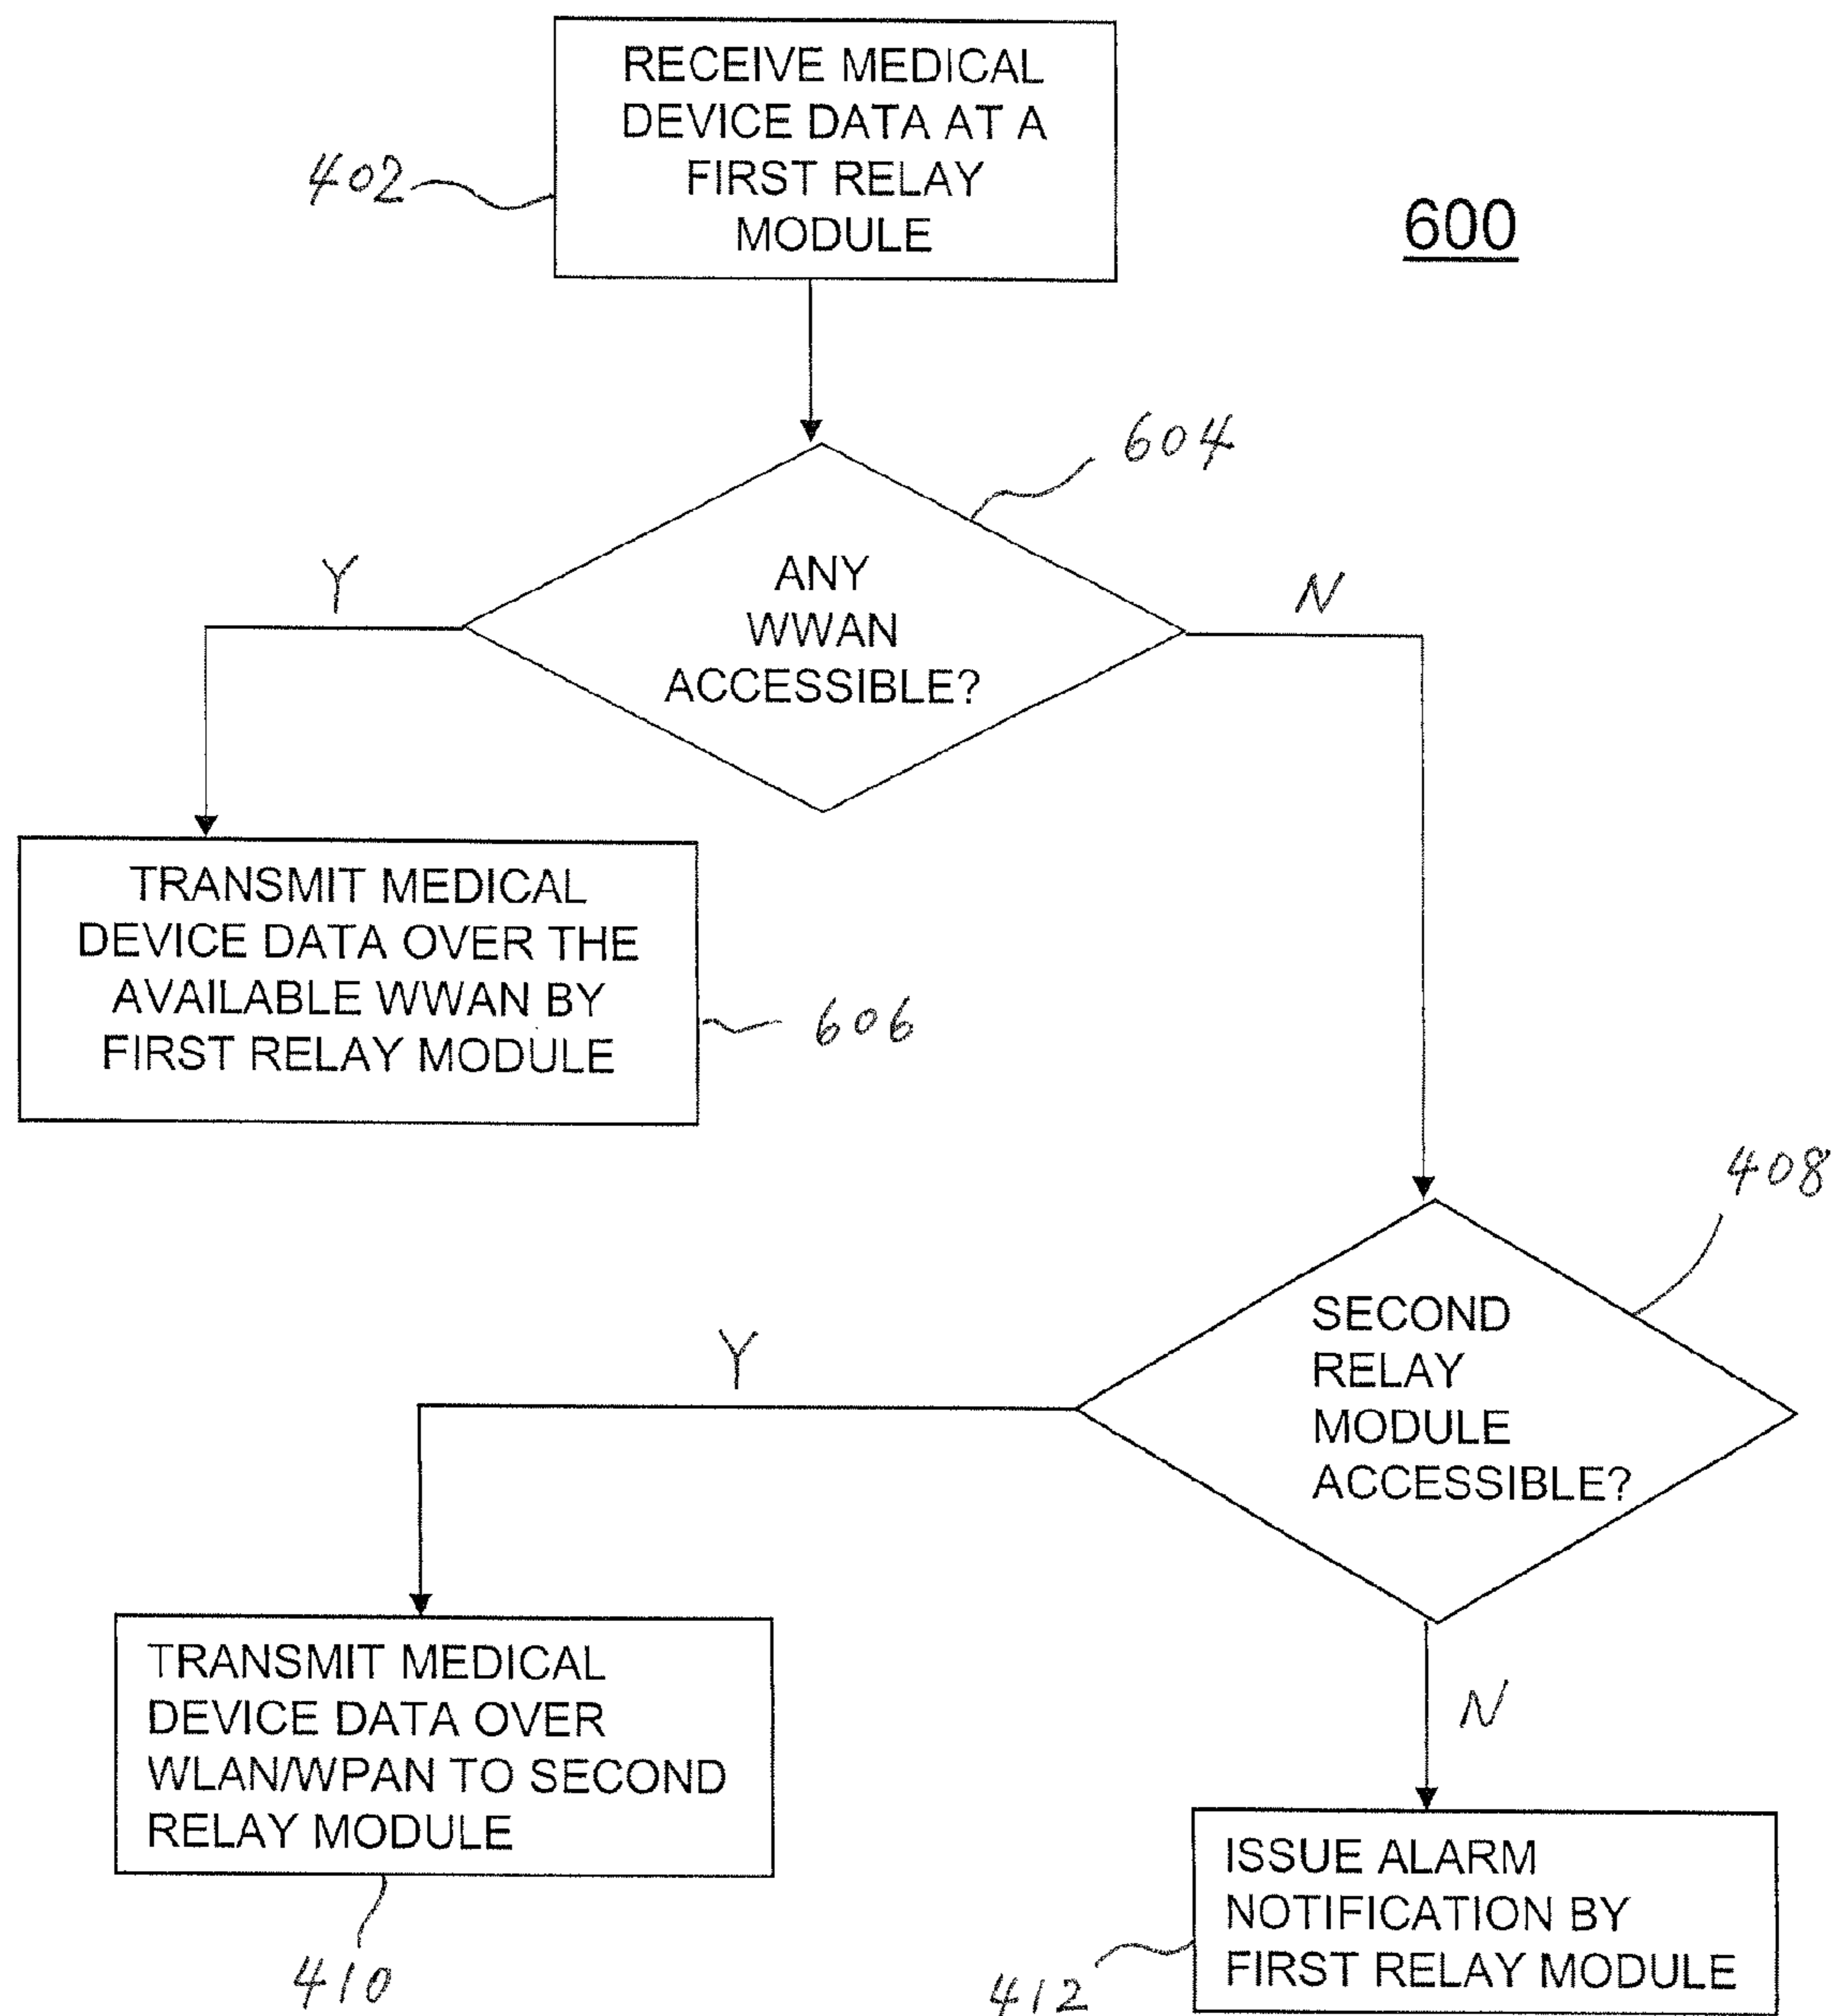 RECEIVE MEDICAL
DEVICE DATA AT A
FIRST RELAY
MODULE
402
600
604
ANY
WWAN
ACCESSIBLE?
Y
N
TRANSMIT MEDICAL
DEVICE DATA OVER THE
AVAILABLE WWAN BY
FIRST RELAY MODULE
606
408
SECOND
RELAY
MODULE
ACCESSIBLE?
Y
N
TRANSMIT MEDICAL
DEVICE DATA OVER
WLAN/WPAN TO SECOND
RELAY MODULE
410
ISSUE ALARM
NOTIFICATION BY
FIRST RELAY MODULE
412